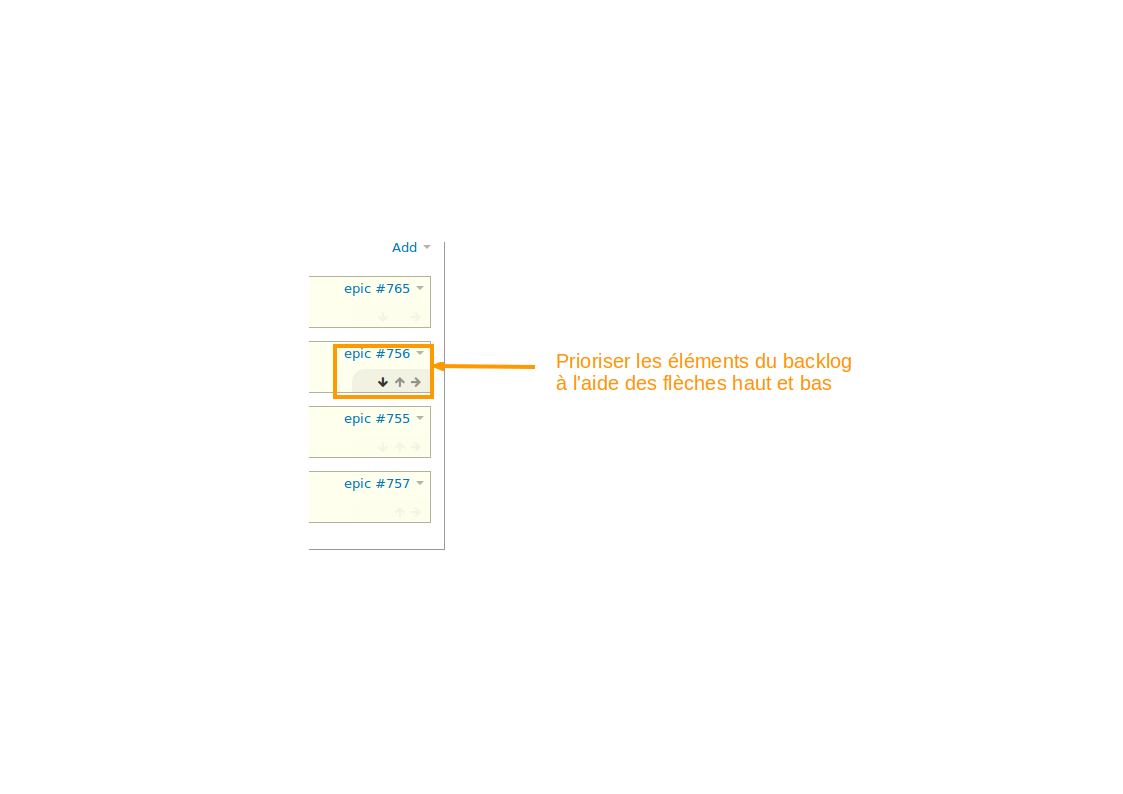 Add
epic #765
epic #756
Prioriser les éléments du backlog
à l'aide des flèches haut et bas
epic #755
epic #757